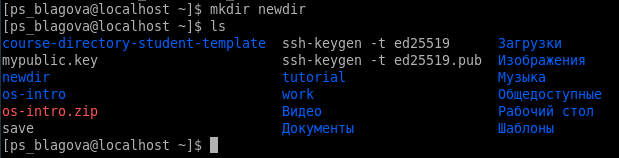 [ps_blagova@localhost ~]$ mkdir newdir
[ps_blagova@localhost ~]$ ls
course-directory-student-template  ssh-keygen -t ed25519      Загрузки
mypublic.key                       ssh-keygen -t ed25519.pub  Изображения
newdir                             tutorial                   Музыка
os-intro                           work                       Общедоступные
os-intro.zip                       Видео                      Рабочий стол
save                               Документы                  Шаблоны
[ps_blagova@localhost ~]$